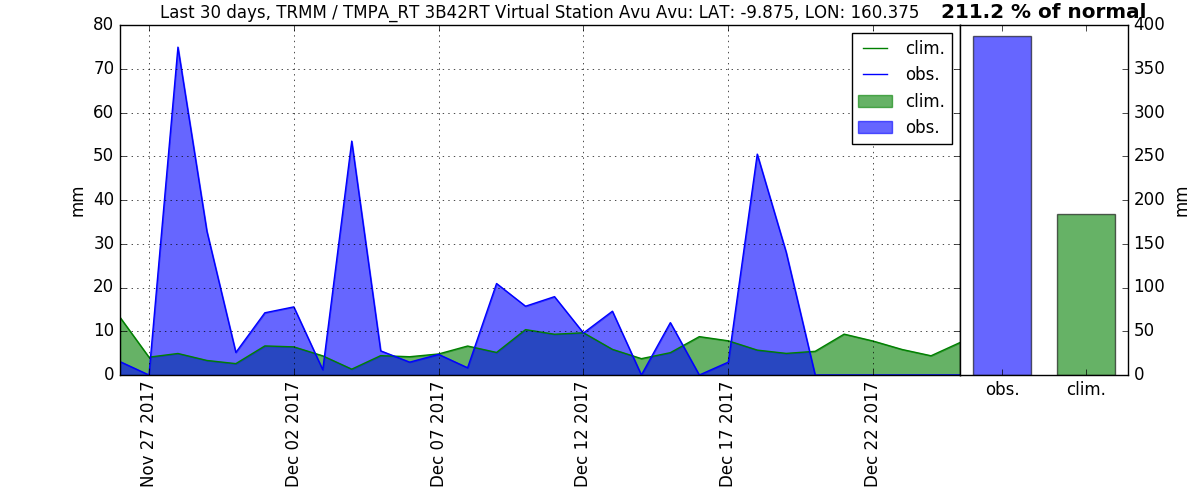 Last 30 days, TRMM / TMPA_RT 3B42RT Virtual Station Avu Avu: LAT: -9.875, LON: 160.375
211.2 % of normal
80
70
60
50
40
30
20
10
0
mm
clim.
obs.
clim.
obs.
400
350
300
250
200
150
100
50
0
mm
Nov 27 2017
Dec 02 2017
Dec 07 2017
Dec 12 2017
Dec 17 2017
Dec 22 2017
obs.
clim.